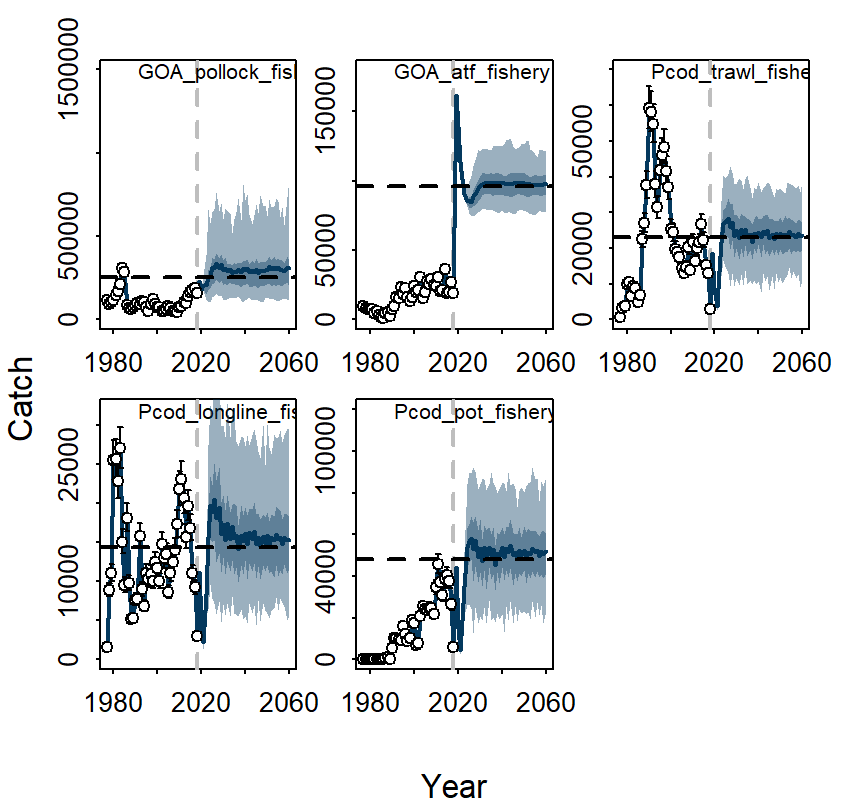 GOA_pollock_fish
GOA_atf_fishery
Pcod_trawl_fishe
1500000
500000
0
150000
50000
0
50000
20000
0
1980 2020 2060
1980 2020 2060
1980 2020 2060
Catch
Pcod_longline_fis
Pcod_pot_fishery
25000
10000
0
100000
40000
0
1980 2020 2060
1980 2020 2060
Year